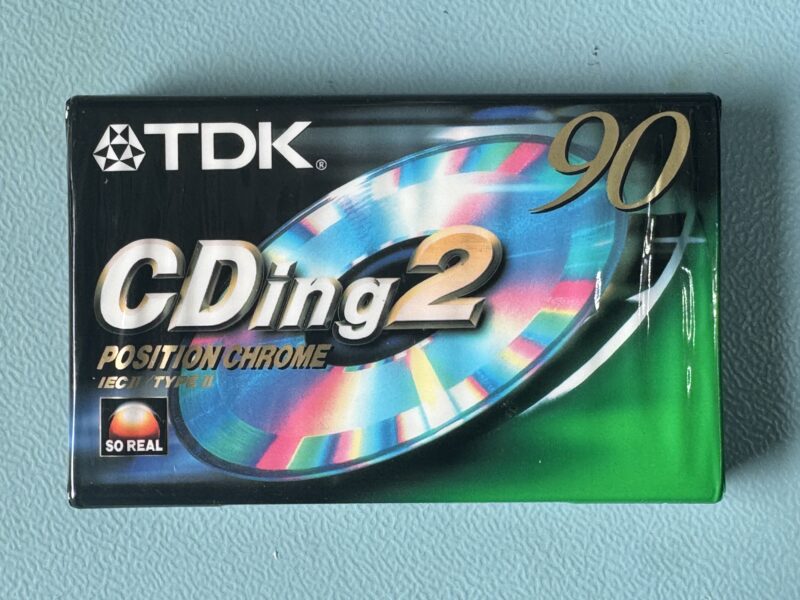 TDK®
90
CDing2
POSITION CHROME
IEC II / TYPE II
SO REAL